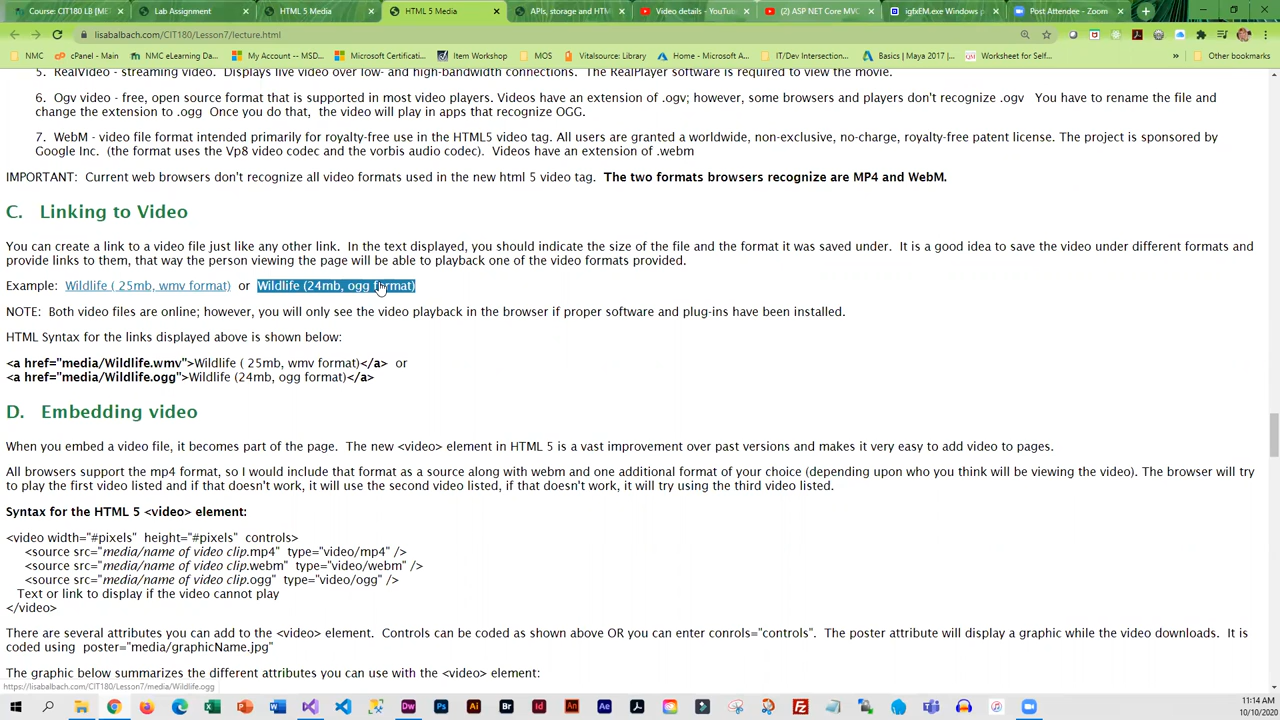 Course: CIT180 LB [ME
Lab Assignment
HTML 5 Media
HTML 5 Media
APIs, storage and HTM
Video details - YouTube
(2) ASP NET Core MVC
igfxEM.exe Windows p
Post Attendee - Zoom
lisabalbach.com/CIT180/Lesson7/lecture.html
NMC
cPanel - Main
NMC eLearning Da...
My Account -- MSD...
Microsoft Certificati...
Item Workshop
MOS
Vitalsource: Library
Home - Microsoft A...
IT/Dev Intersection...
Basics | Maya 2017 |...
Worksheet for Self...
»
Other bookmarks
5. RealVideo - streaming video. Displays live video over low- and high-bandwidth connections. The RealPlayer software is required to view the movie.
6. Ogv video - free, open source format that is supported in most video players. Videos have an extension of .ogv; however, some browsers and players don't recognize .ogv You have to rename the file and
change the extension to .ogg Once you do that, the video will play in apps that recognize OGG.
7. WebM - video file format intended primarily for royalty-free use in the HTML5 video tag. All users are granted a worldwide, non-exclusive, no-charge, royalty-free patent license. The project is sponsored by
Google Inc. (the format uses the Vp8 video codec and the vorbis audio codec). Videos have an extension of .webm
IMPORTANT: Current web browsers don't recognize all video formats used in the new html 5 video tag. The two formats browsers recognize are MP4 and WebM.
C. Linking to Video
You can create a link to a video file just like any other link. In the text displayed, you should indicate the size of the file and the format it was saved under. It is a good idea to save the video under different formats and
provide links to them, that way the person viewing the page will be able to playback one of the video formats provided.
Example: Wildlife ( 25mb, wmv format) or Wildlife (24mb, ogg format)
NOTE: Both video files are online; however, you will only see the video playback in the browser if proper software and plug-ins have been installed.
HTML Syntax for the links displayed above is shown below:
<a href="media/Wildlife.wmv">Wildlife ( 25mb, wmv format)</a> or
<a href="media/Wildlife.ogg">Wildlife (24mb, ogg format)</a>
D. Embedding video
When you embed a video file, it becomes part of the page. The new <video> element in HTML 5 is a vast improvement over past versions and makes it very easy to add video to pages.
All browsers support the mp4 format, so I would include that format as a source along with webm and one additional format of your choice (depending upon who you think will be viewing the video). The browser will try
to play the first video listed and if that doesn't work, it will use the second video listed, if that doesn't work, it will try using the third video listed.
Syntax for the HTML 5 <video> element:
<video width="#pixels" height="#pixels" controls>
<source src="media/name of video clip.mp4" type="video/mp4" />
<source src="media/name of video clip.webm" type="video/webm" />
<source src="media/name of video clip.ogg" type="video/ogg" />
Text or link to display if the video cannot play
</video>
There are several attributes you can add to the <video> element. Controls can be coded as shown above OR you can enter conrols="controls". The poster attribute will display a graphic while the video downloads. It is
coded using poster="media/graphicName.jpg"
The graphic below summarizes the different attributes you can use with the <video> element:
https://lisabalbach.com/CIT180/Lesson7/media/Wildlife.ogg
11:14 AM
10/10/2020